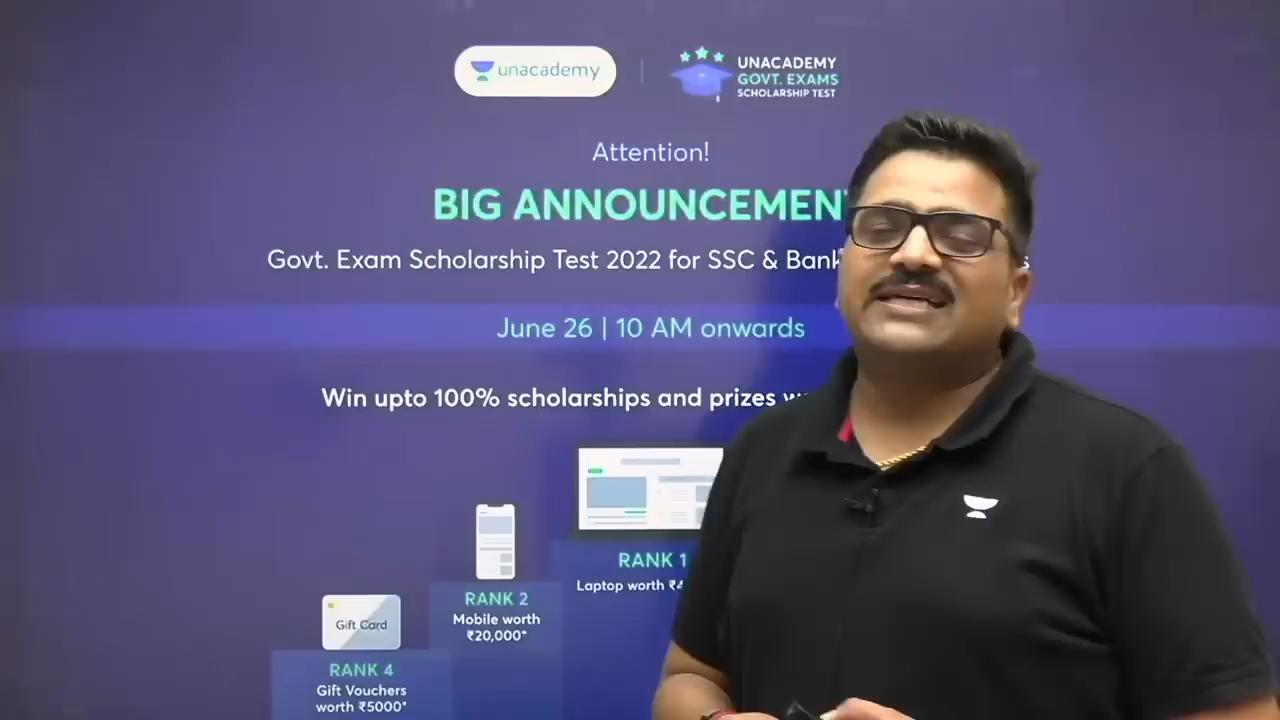 unacademy
UNACADEMY
GOVT. EXAMS
SCHOLARSHIP TEST
Attention!
BIG ANNOUNCEMEN
Govt. Exam Scholarship Test 2022 for SSC & Bank
June 26 | 10 AM onwards
Win upto 100% scholarships and prizes
RANK 1
Laptop worth ₹4
RANK 2
Mobile worth
₹20,000*
Gift Card
RANK 4
Gift Vouchers
worth ₹5000*